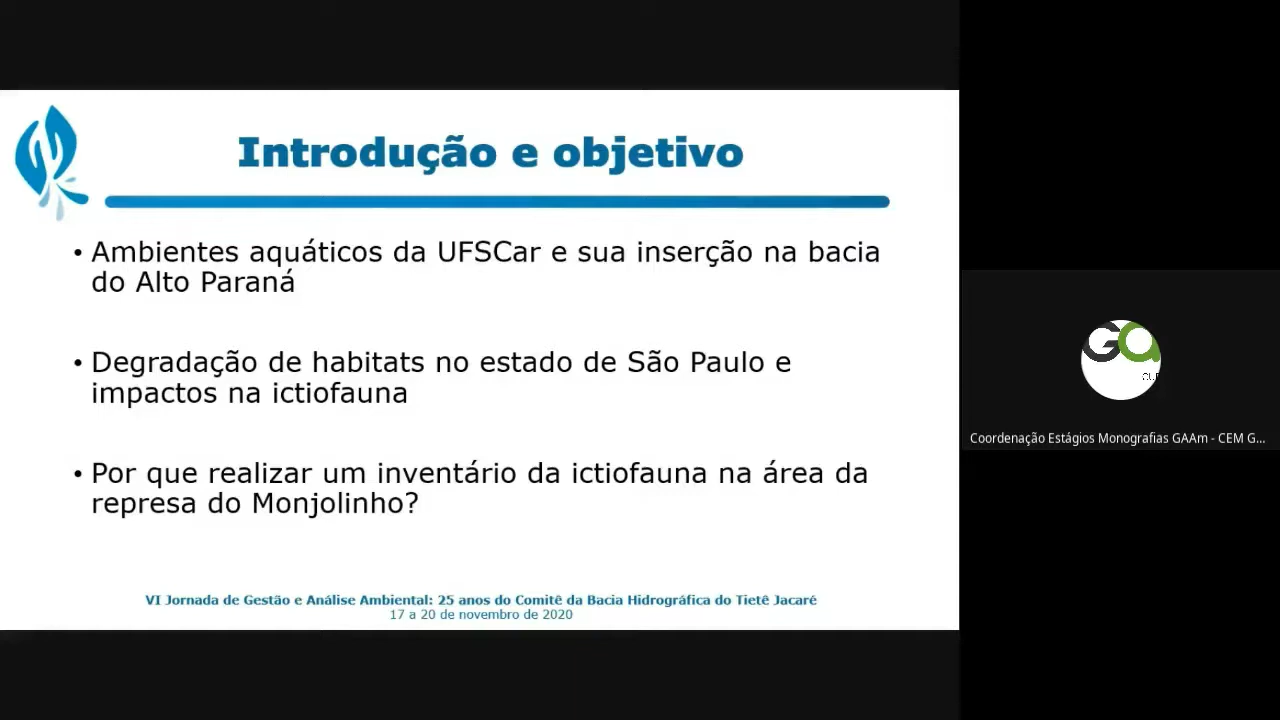 Introdução e objetivo
• Ambientes aquáticos da UFSCar e sua inserção na bacia
do Alto Paraná
• Degradação de habitats no estado de São Paulo e
impactos na ictiofauna
• Por que realizar um inventário da ictiofauna na área da
represa do Monjolinho?
VI Jornada de Gestão e Análise Ambiental: 25 anos do Comitê da Bacia Hidrográfica do Tietê Jacaré
17 a 20 de novembro de 2020
Coordenação Estágios Monografias GAAm - CEM G...